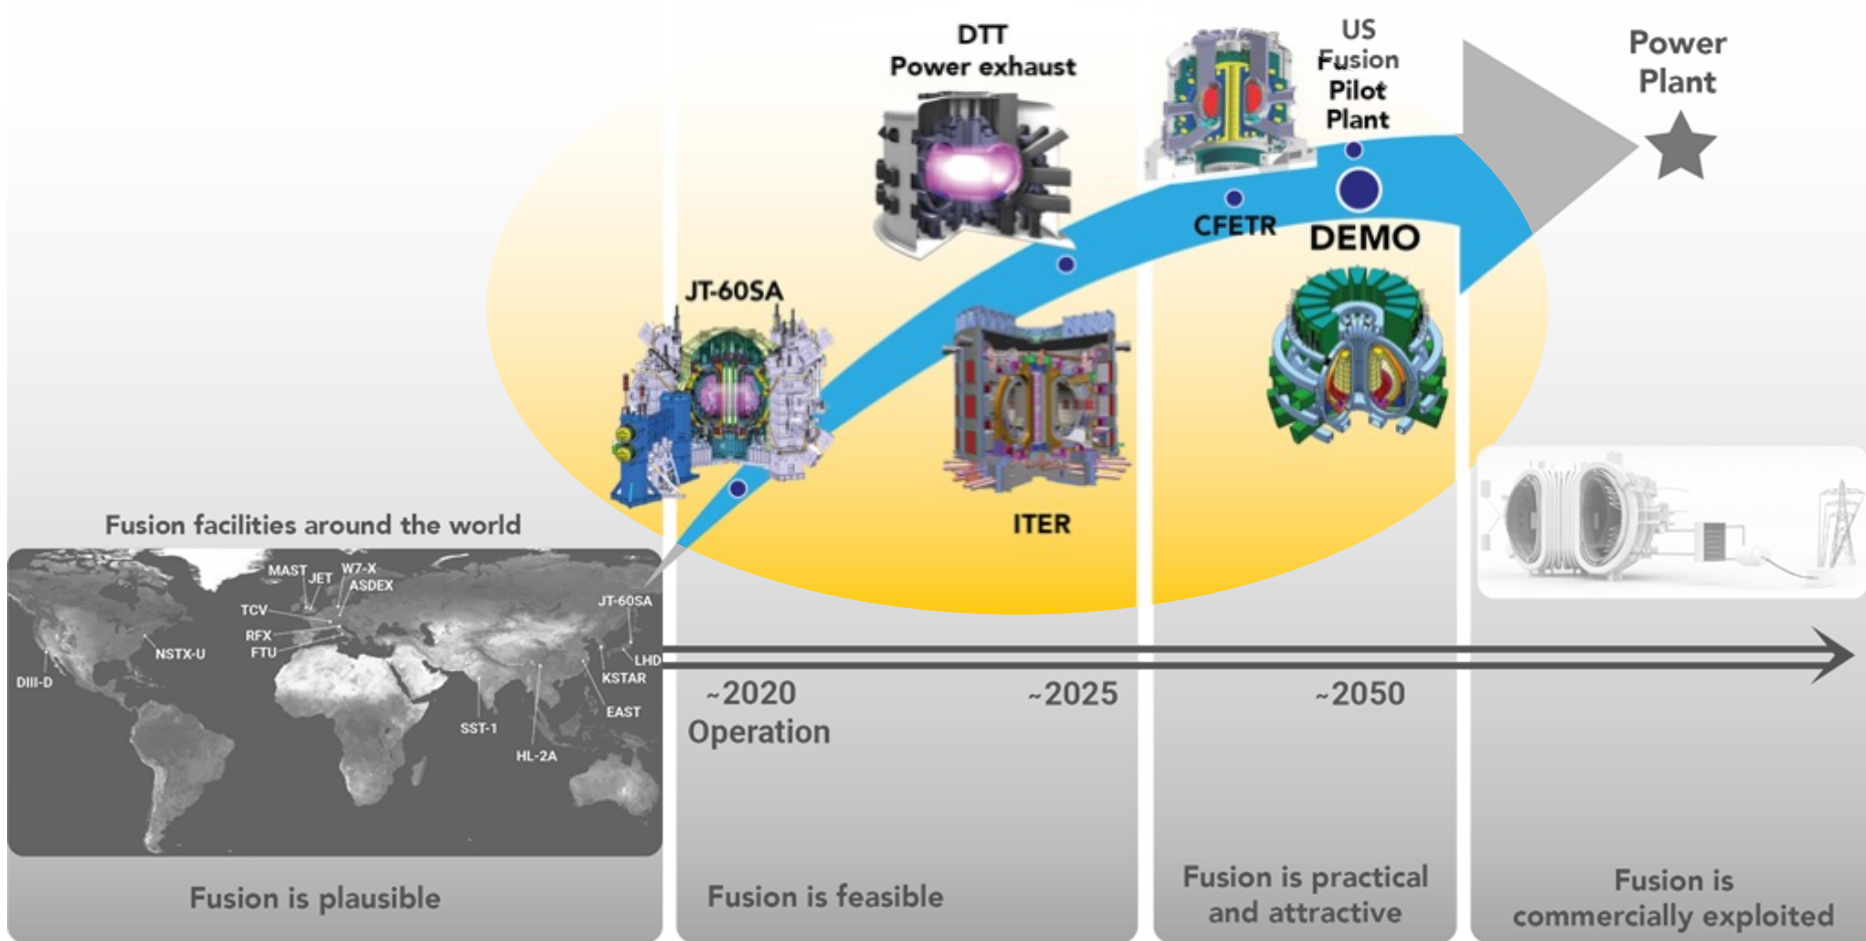 DTT
Power exhaust
US
Fusion
Pilot
Plant
Power
Plant
CFETR
DEMO
JT-60SA
ITER
Fusion facilities around the world
MAST
JET
W7-X
ASDEX
TCV
RFX
FTU
NSTX-U
DIII-D
JT-60SA
LHD
KSTAR
EAST
SST-1
HL-2A
~2020
Operation
~2025
~2050
Fusion is plausible
Fusion is feasible
Fusion is practical
and attractive
Fusion is
commercially exploited